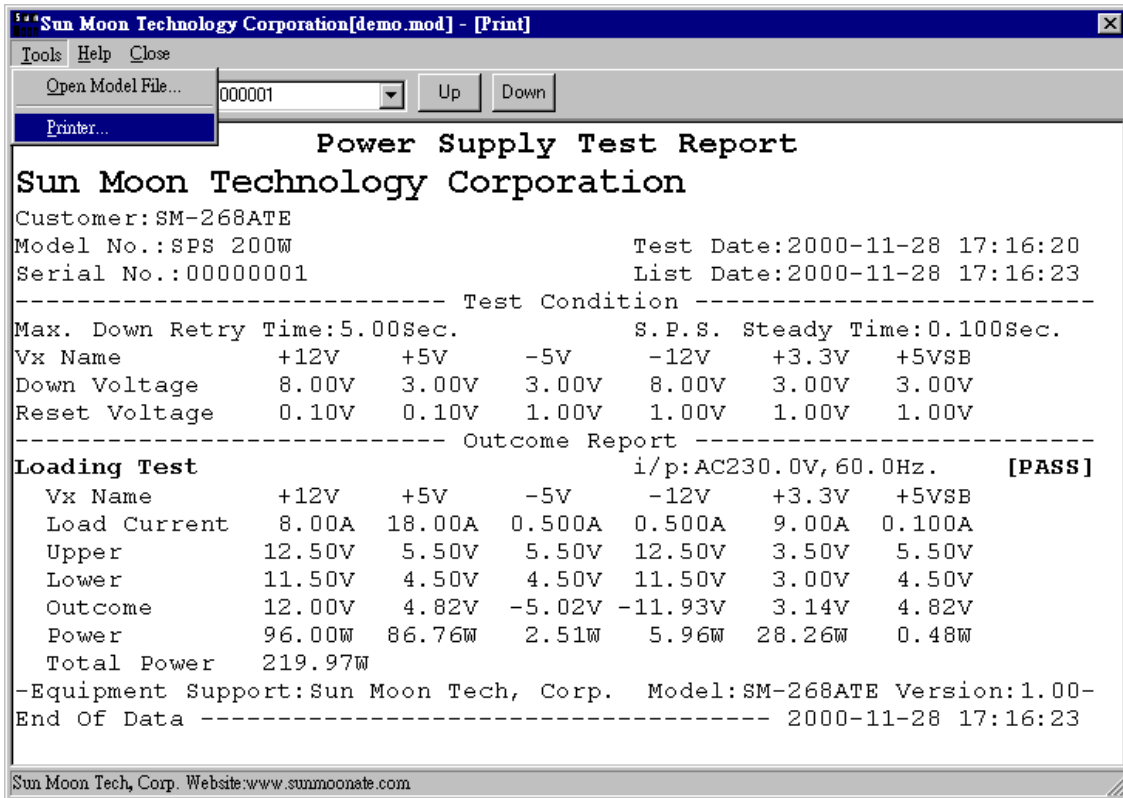 Sun Moon Technology Corporation[demo.mod] - [Print]
Tools Help Close
Open Model File...
Printer...
000001 Up Down
Power Supply Test Report
Sun Moon Technology Corporation
Customer:SM-268ATE
Model No.:SPS 200W Test Date:2000-11-28 17:16:20
Serial No.:00000001 List Date:2000-11-28 17:16:23
---------------------------- Test Condition --------------------------
Max. Down Retry Time:5.00Sec. S.P.S. Steady Time:0.100Sec.
Vx Name +12V +5V -5V -12V +3.3V +5VSB
Down Voltage 8.00V 3.00V 3.00V 8.00V 3.00V 3.00V
Reset Voltage 0.10V 0.10V 1.00V 1.00V 1.00V 1.00V
---------------------------- Outcome Report --------------------------
Loading Test i/p:AC230.0V,60.0Hz. [PASS]
Vx Name +12V +5V -5V -12V +3.3V +5VSB
Load Current 8.00A 18.00A 0.500A 0.500A 9.00A 0.100A
Upper 12.50V 5.50V 5.50V 12.50V 3.50V 5.50V
Lower 11.50V 4.50V 4.50V 11.50V 3.00V 4.50V
Outcome 12.00V 4.82V -5.02V -11.93V 3.14V 4.82V
Power 96.00W 86.76W 2.51W 5.96W 28.26W 0.48W
Total Power 219.97W
-Equipment Support:Sun Moon Tech, Corp. Model:SM-268ATE Version:1.00-
End Of Data ------------------------------------- 2000-11-28 17:16:23
Sun Moon Tech, Corp. Website:www.sunmoonate.com